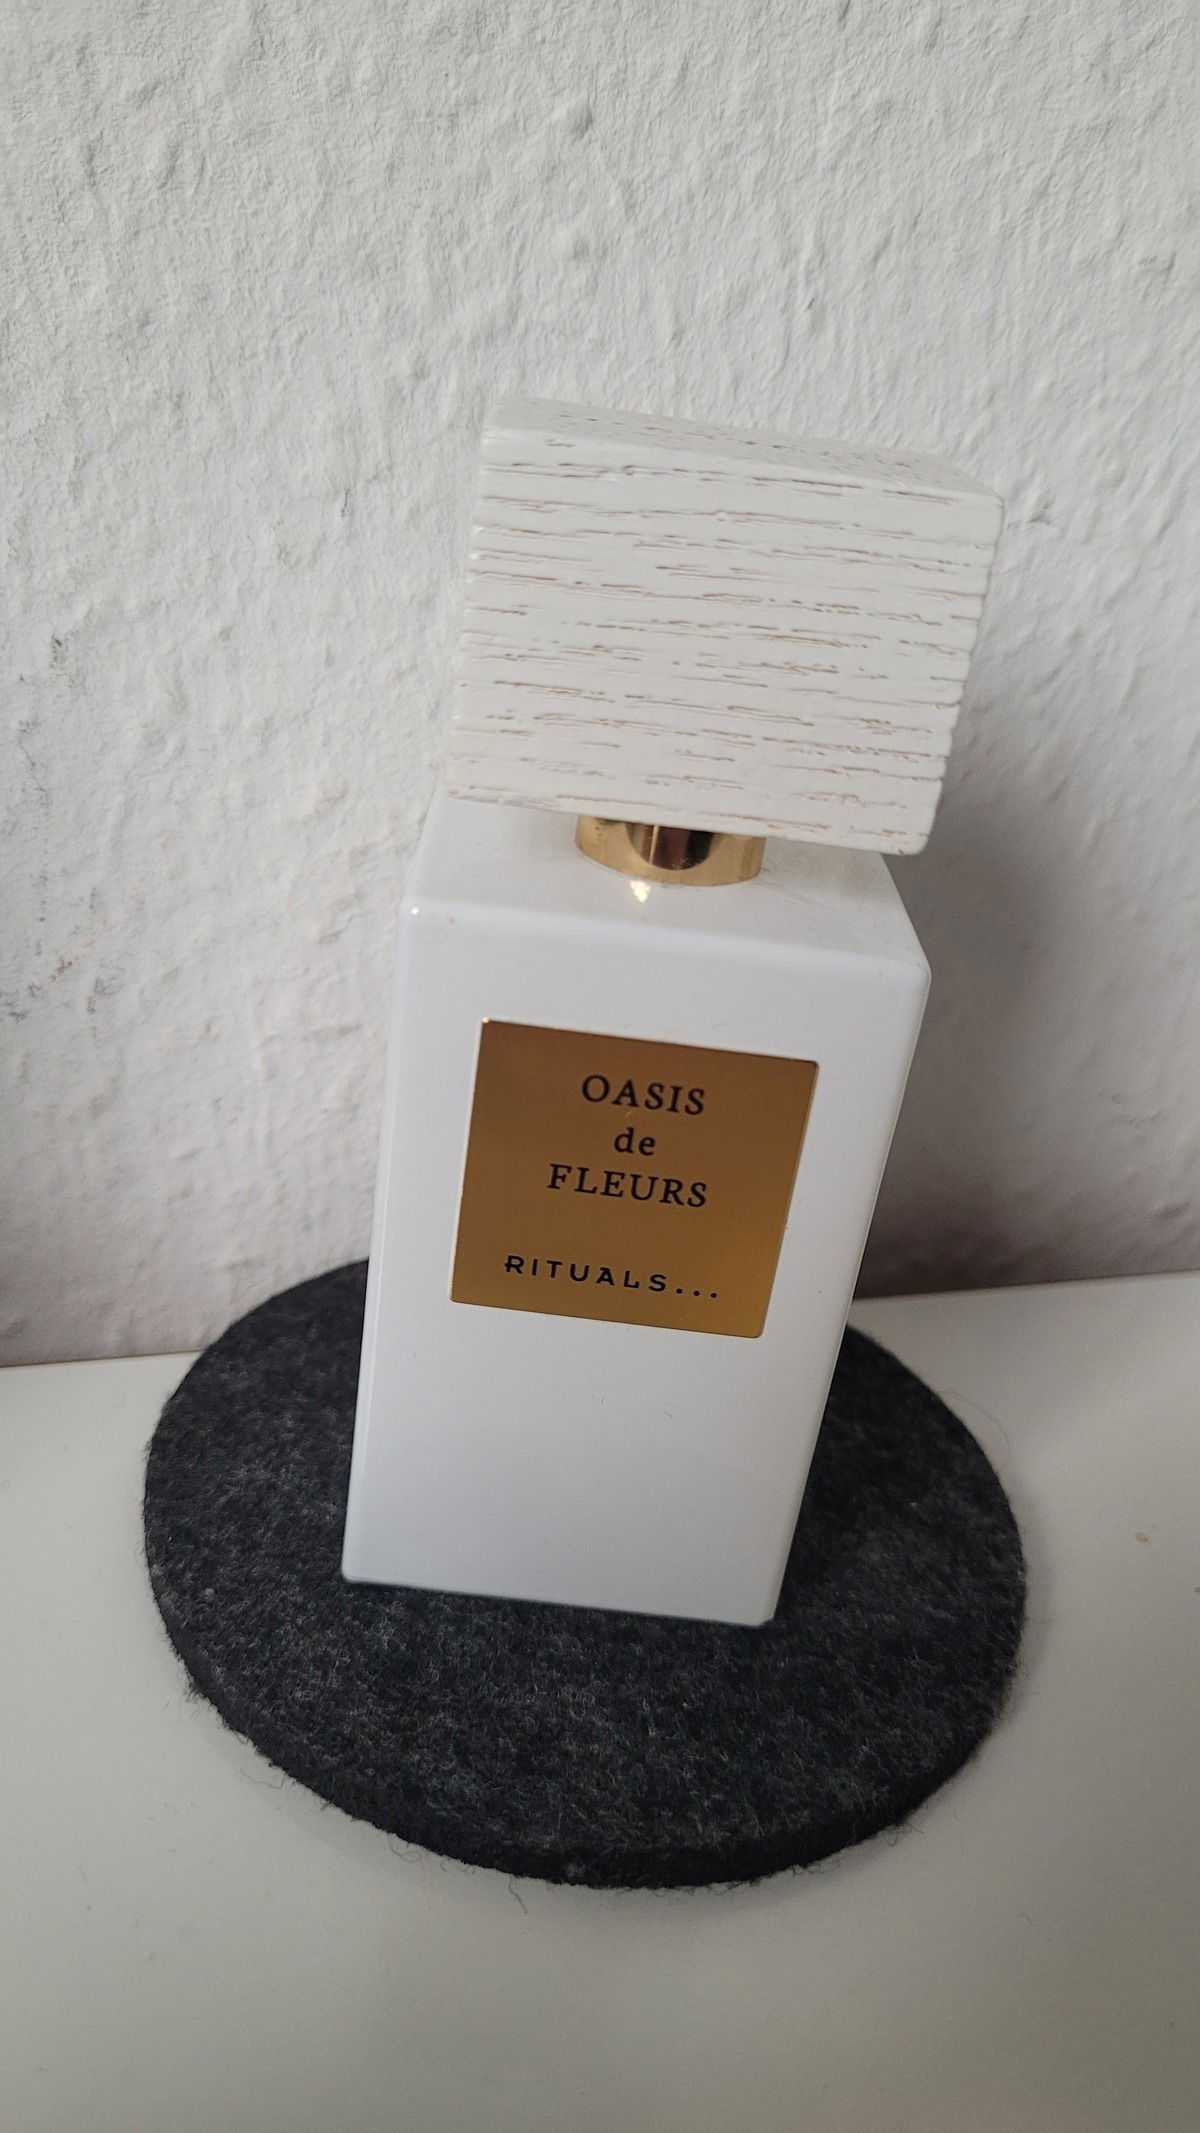 OASIS
de
FLEURS
RITUALS...